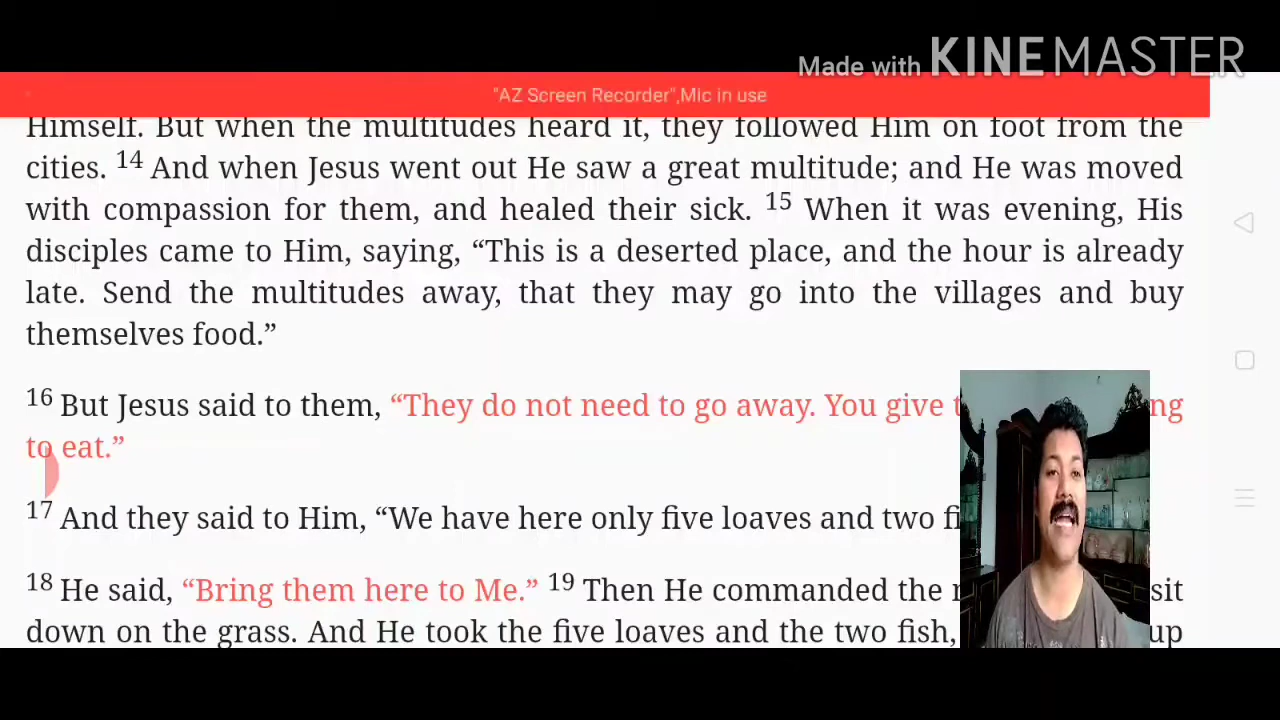 Made with KINEMASTER
"AZ Screen Recorder",Mic in use
Himself. But when the multitudes heard it, they followed Him on foot from the
cities. 14 And when Jesus went out He saw a great multitude; and He was moved
with compassion for them, and healed their sick. 15 When it was evening, His
disciples came to Him, saying, “This is a deserted place, and the hour is already
late. Send the multitudes away, that they may go into the villages and buy
themselves food.”
16 But Jesus said to them, “They do not need to go away. You give
to eat.”
17 And they said to Him, “We have here only five loaves and two
18 He said, “Bring them here to Me.” 19 Then He commanded the sit
down on the grass. And He took the five loaves and the two fish, up